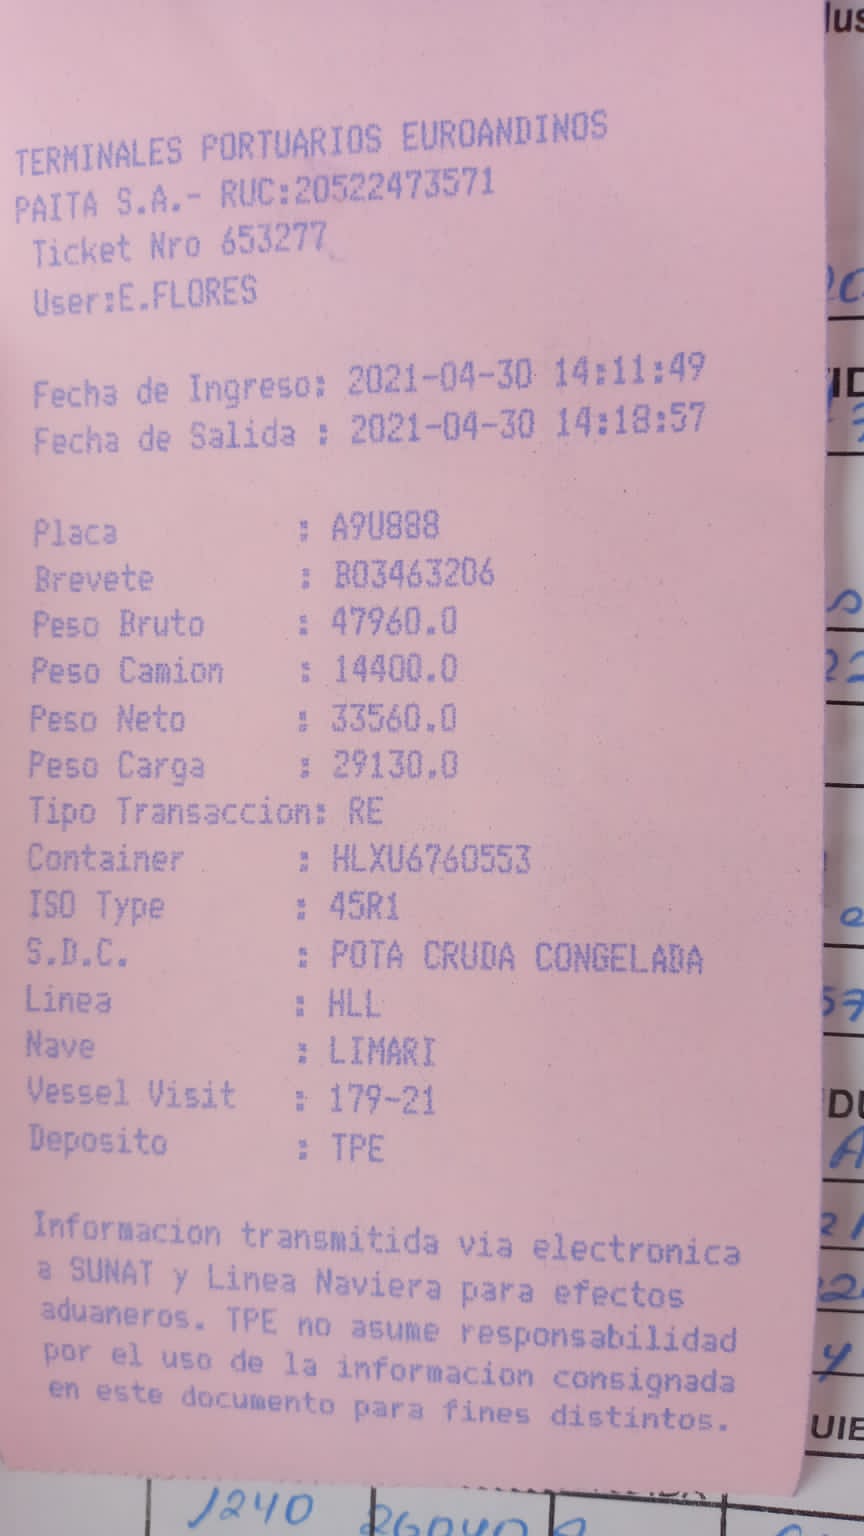 TERMINALES PORTUARIOS EUROANDINOS
PAITA S.A.- RUC:20522473571
Ticket Nro 653277
User:E.FLORES
Fecha de Ingreso: 2021-04-30 14:11:49
Fecha de Salida : 2021-04-30 14:18:57
Placa : A9U888
Brevete : B03463206
Peso Bruto : 47960.0
Peso Camion : 14400.0
Peso Neto : 33560.0
Peso Carga : 29130.0
Tipo Transaccion: RE
Container : HLXU6760553
ISO Type : 45R1
S.D.C. : POTA CRUDA CONGELADA
Linea : HLL
Nave : LIMARI
Vessel Visit : 179-21
Deposito : TPE
Informacion transmitida via electronica
a SUNAT y Linea Naviera para efectos
aduaneros. TPE no asume responsabilidad
por el uso de la informacion consignada
en este documento para fines distintos.
1240